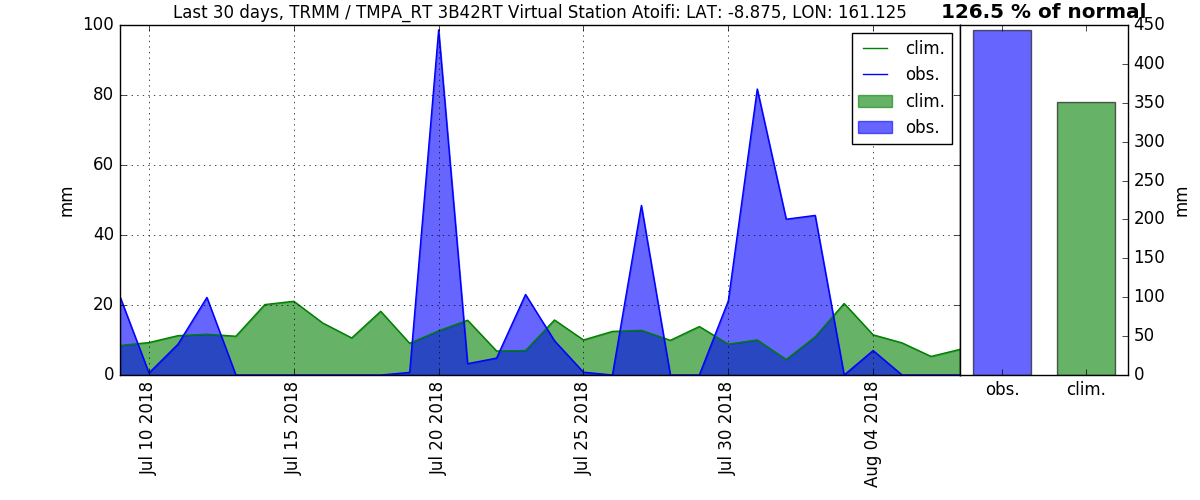 Last 30 days, TRMM / TMPA_RT 3B42RT Virtual Station Atoifi: LAT: -8.875, LON: 161.125
126.5 % of normal
100
80
60
40
20
0
mm
clim.
obs.
clim.
obs.
Jul 10 2018
Jul 15 2018
Jul 20 2018
Jul 25 2018
Jul 30 2018
Aug 04 2018
450
400
350
300
250
200
150
100
50
0
mm
obs.
clim.